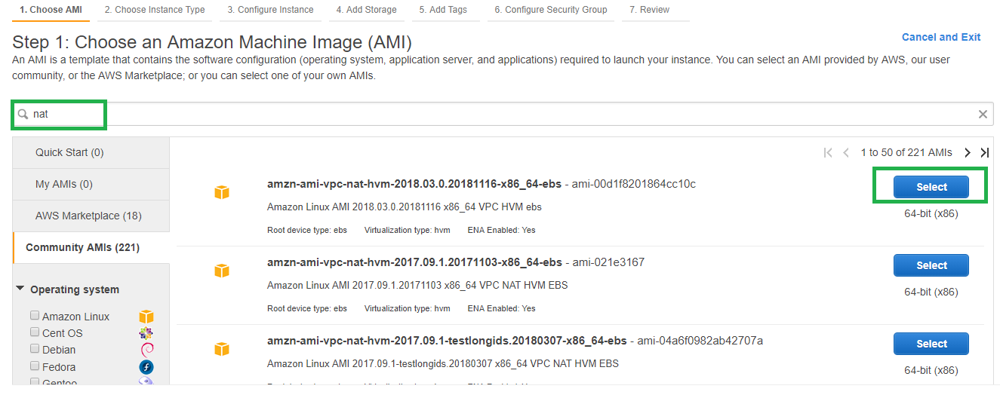 1. Choose AMI 2. Choose Instance Type 3. Configure Instance 4. Add Storage 5. Add Tags 6. Configure Security Group 7. Review
Step 1: Choose an Amazon Machine Image (AMI)
Cancel and Exit
An AMI is a template that contains the software configuration (operating system, application server, and applications) required to launch your instance. You can select an AMI provided by AWS, our user
community, or the AWS Marketplace; or you can select one of your own AMIs.
nat
Quick Start (0)
My AMIs (0)
AWS Marketplace (18)
Community AMIs (221)
Operating system
Amazon Linux
Cent OS
Debian
Fedora
Gentoo
1 to 50 of 221 AMIs
amzn-ami-vpc-nat-hvm-2018.03.0.20181116-x86_64-ebs - ami-00d1f8201864cc10c
Select
Amazon Linux AMI 2018.03.0.20181116 x86_64 VPC HVM ebs
64-bit (x86)
Root device type: ebs Virtualization type: hvm ENA Enabled: Yes
amzn-ami-vpc-nat-hvm-2017.09.1.20171103-x86_64-ebs - ami-021e3167
Select
Amazon Linux AMI 2017.09.1.20171103 x86_64 VPC NAT HVM EBS
64-bit (x86)
Root device type: ebs Virtualization type: hvm ENA Enabled: Yes
amzn-ami-vpc-nat-hvm-2017.09.1-testlongids.20180307-x86_64-ebs - ami-04a6f0982ab42707a
Select
Amazon Linux AMI 2017.09.1-testlongids.20180307 x86_64 VPC NAT HVM EBS
64-bit (x86)